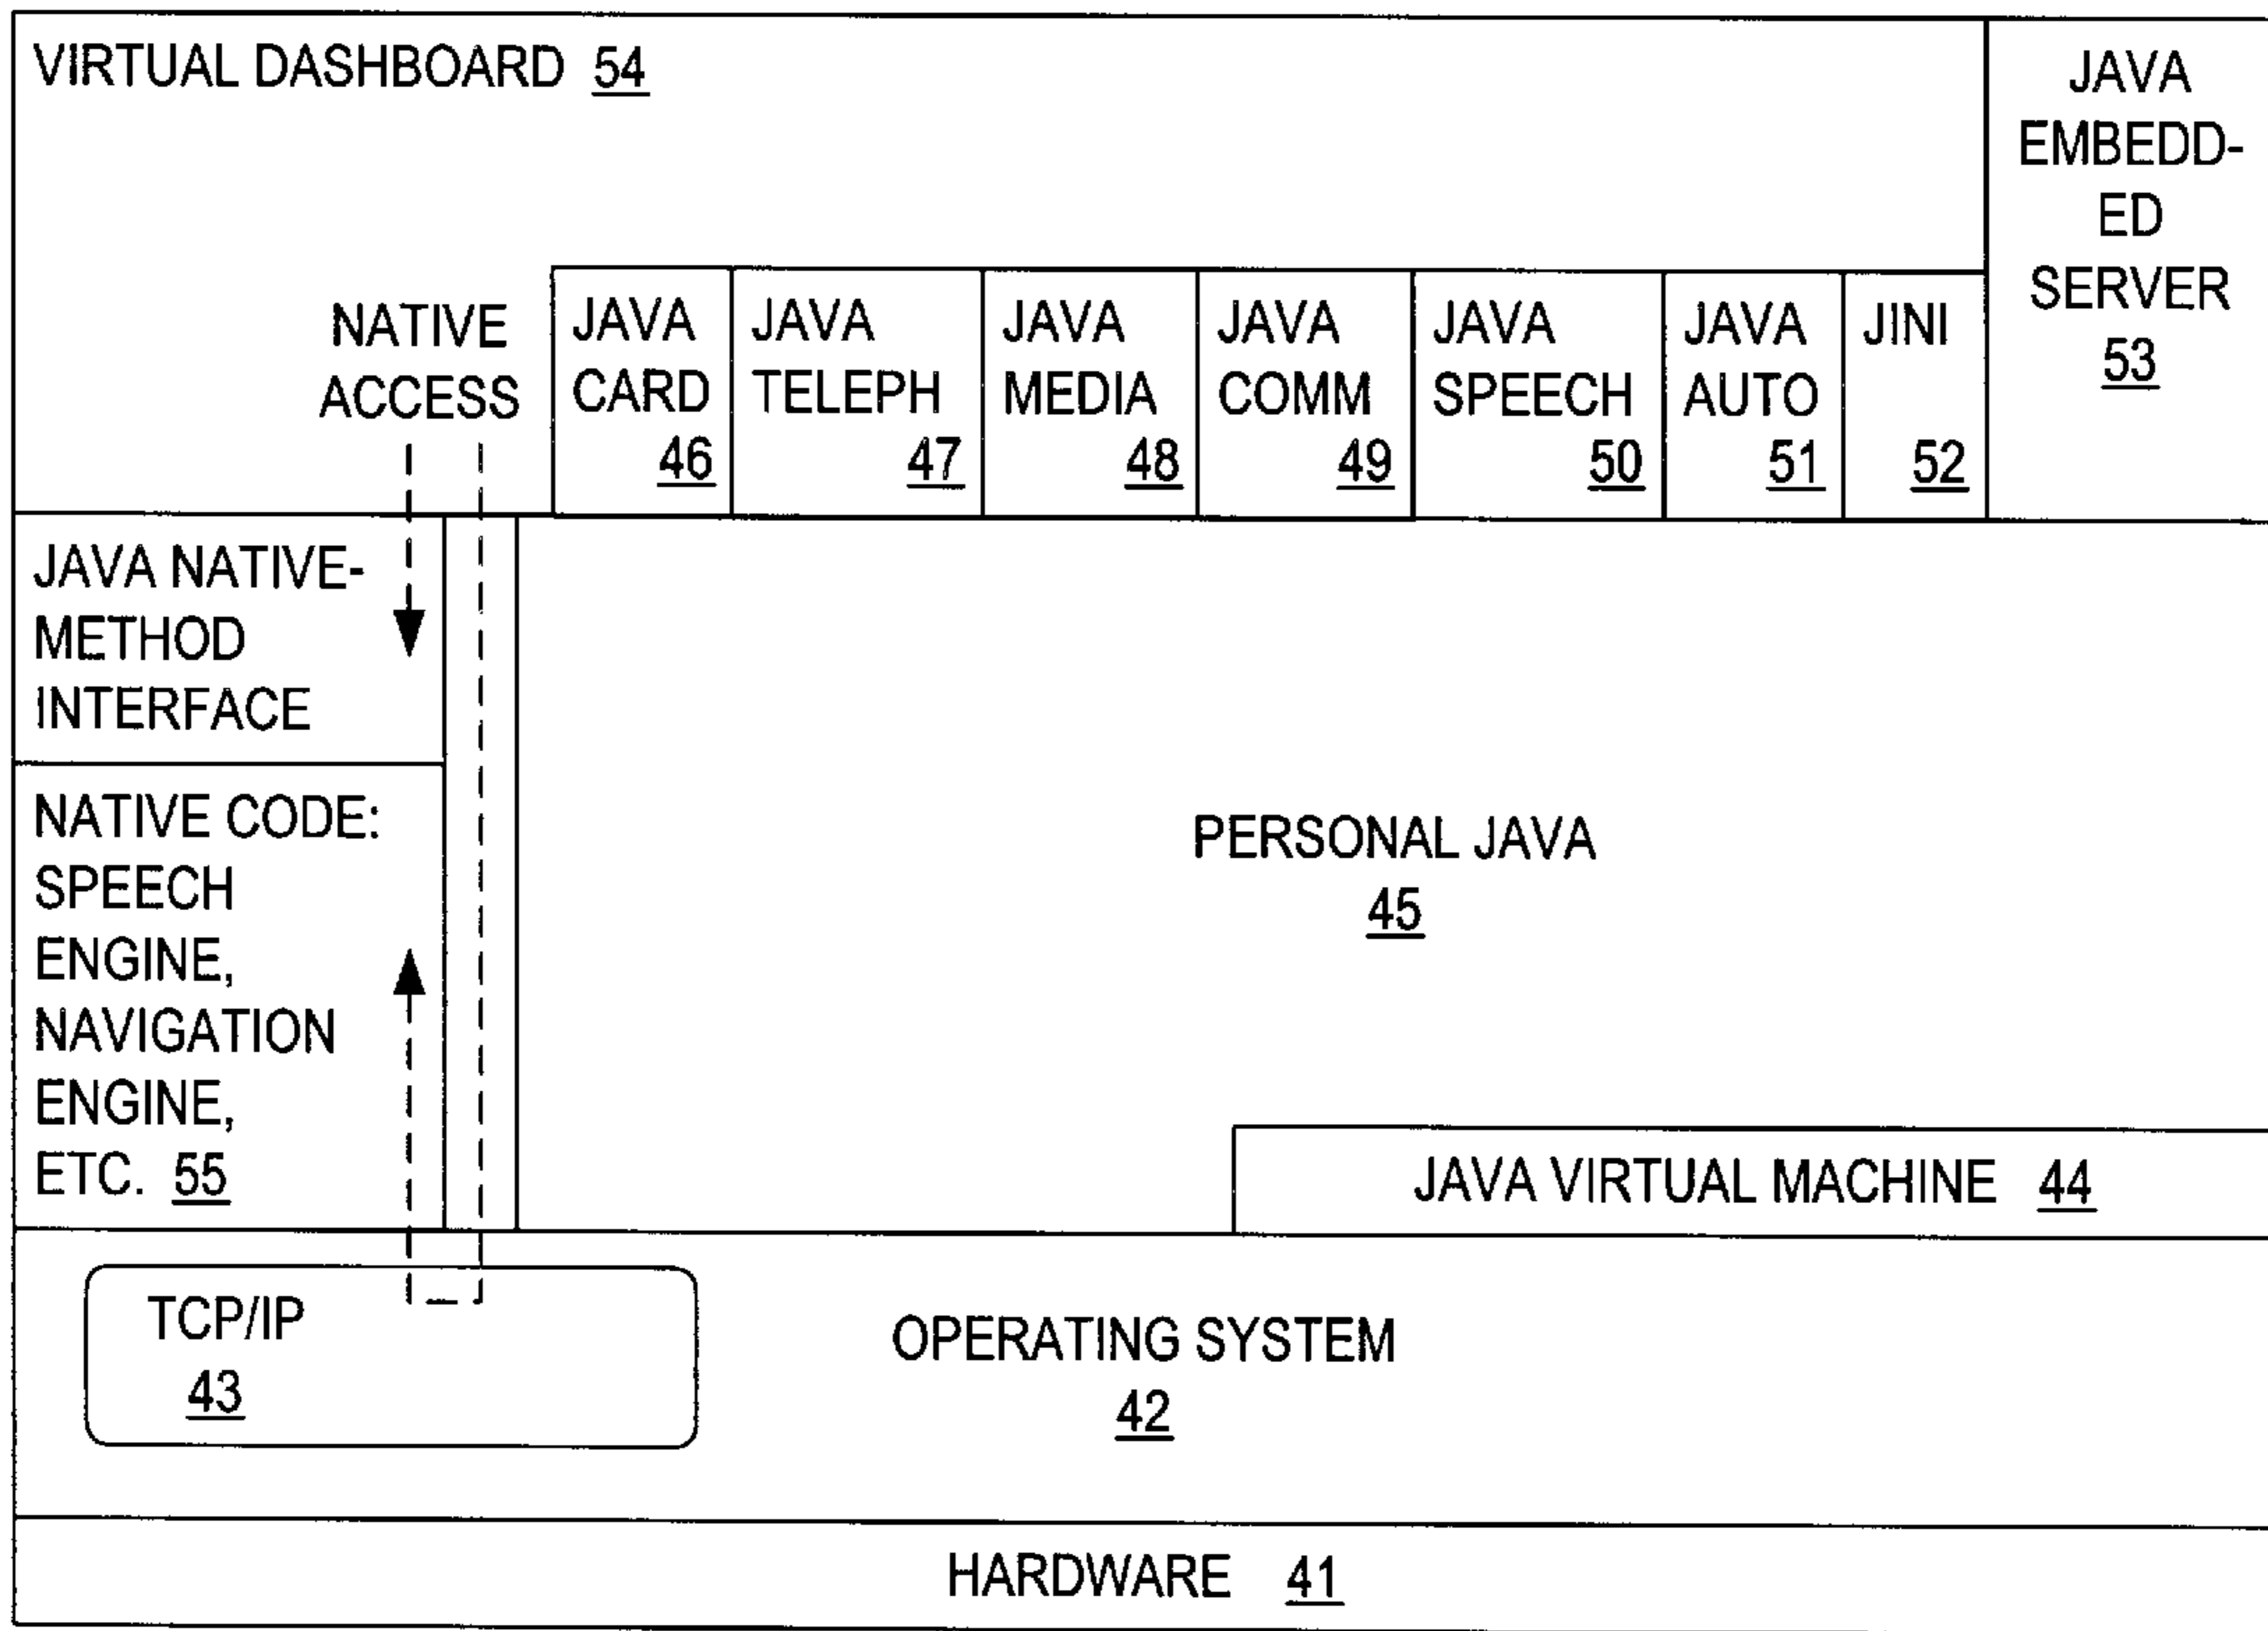 VIRTUAL DASHBOARD 54
JAVA
EMBEDD-
ED
SERVER
53
NATIVE
ACCESS
JAVA
CARD
46
JAVA
TELEPH
47
JAVA
MEDIA
48
JAVA
COMM
49
JAVA
SPEECH
50
JAVA
AUTO
51
JINI
52
JAVA NATIVE-
METHOD
INTERFACE
NATIVE CODE:
SPEECH
ENGINE,
NAVIGATION
ENGINE,
ETC. 55
PERSONAL JAVA
45
JAVA VIRTUAL MACHINE 44
TCP/IP
43
OPERATING SYSTEM
42
HARDWARE 41